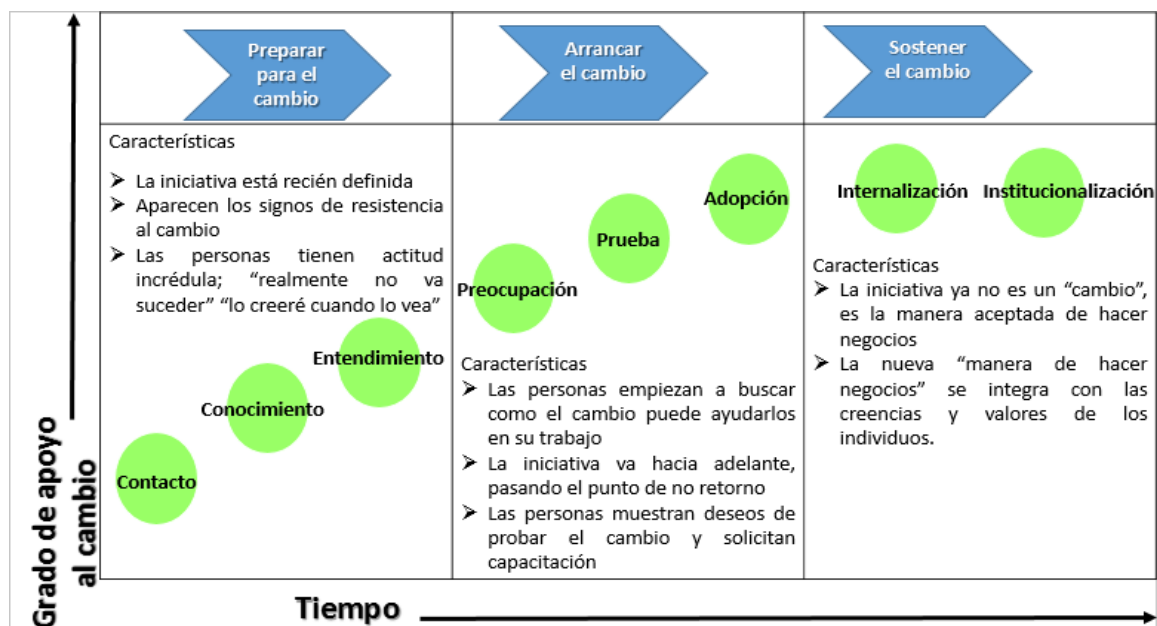 Preparar
para el
cambio
Arrancar
el cambio
Sostener
el cambio
Características
➤ La iniciativa está recién definida
➤ Aparecen los signos de resistencia
al cambio
➤ Las personas tienen actitud
incrédula; “realmente no va
suceder” “lo creeré cuando lo vea”
Entendimiento
Conocimiento
Contacto
Adopción
Prueba
Preocupación
Características
➤ Las personas empiezan a buscar
como el cambio puede ayudarlos
en su trabajo
➤ La iniciativa va hacia adelante,
pasando el punto de no retorno
➤ Las personas muestran deseos de
probar el cambio y solicitan
capacitación
Internalización
Institucionalización
Características
➤ La iniciativa ya no es un “cambio”,
es la manera aceptada de hacer
negocios
➤ La nueva “manera de hacer
negocios” se integra con las
creencias y valores de los
individuos.
Grado de apoyo
al cambio
Tiempo